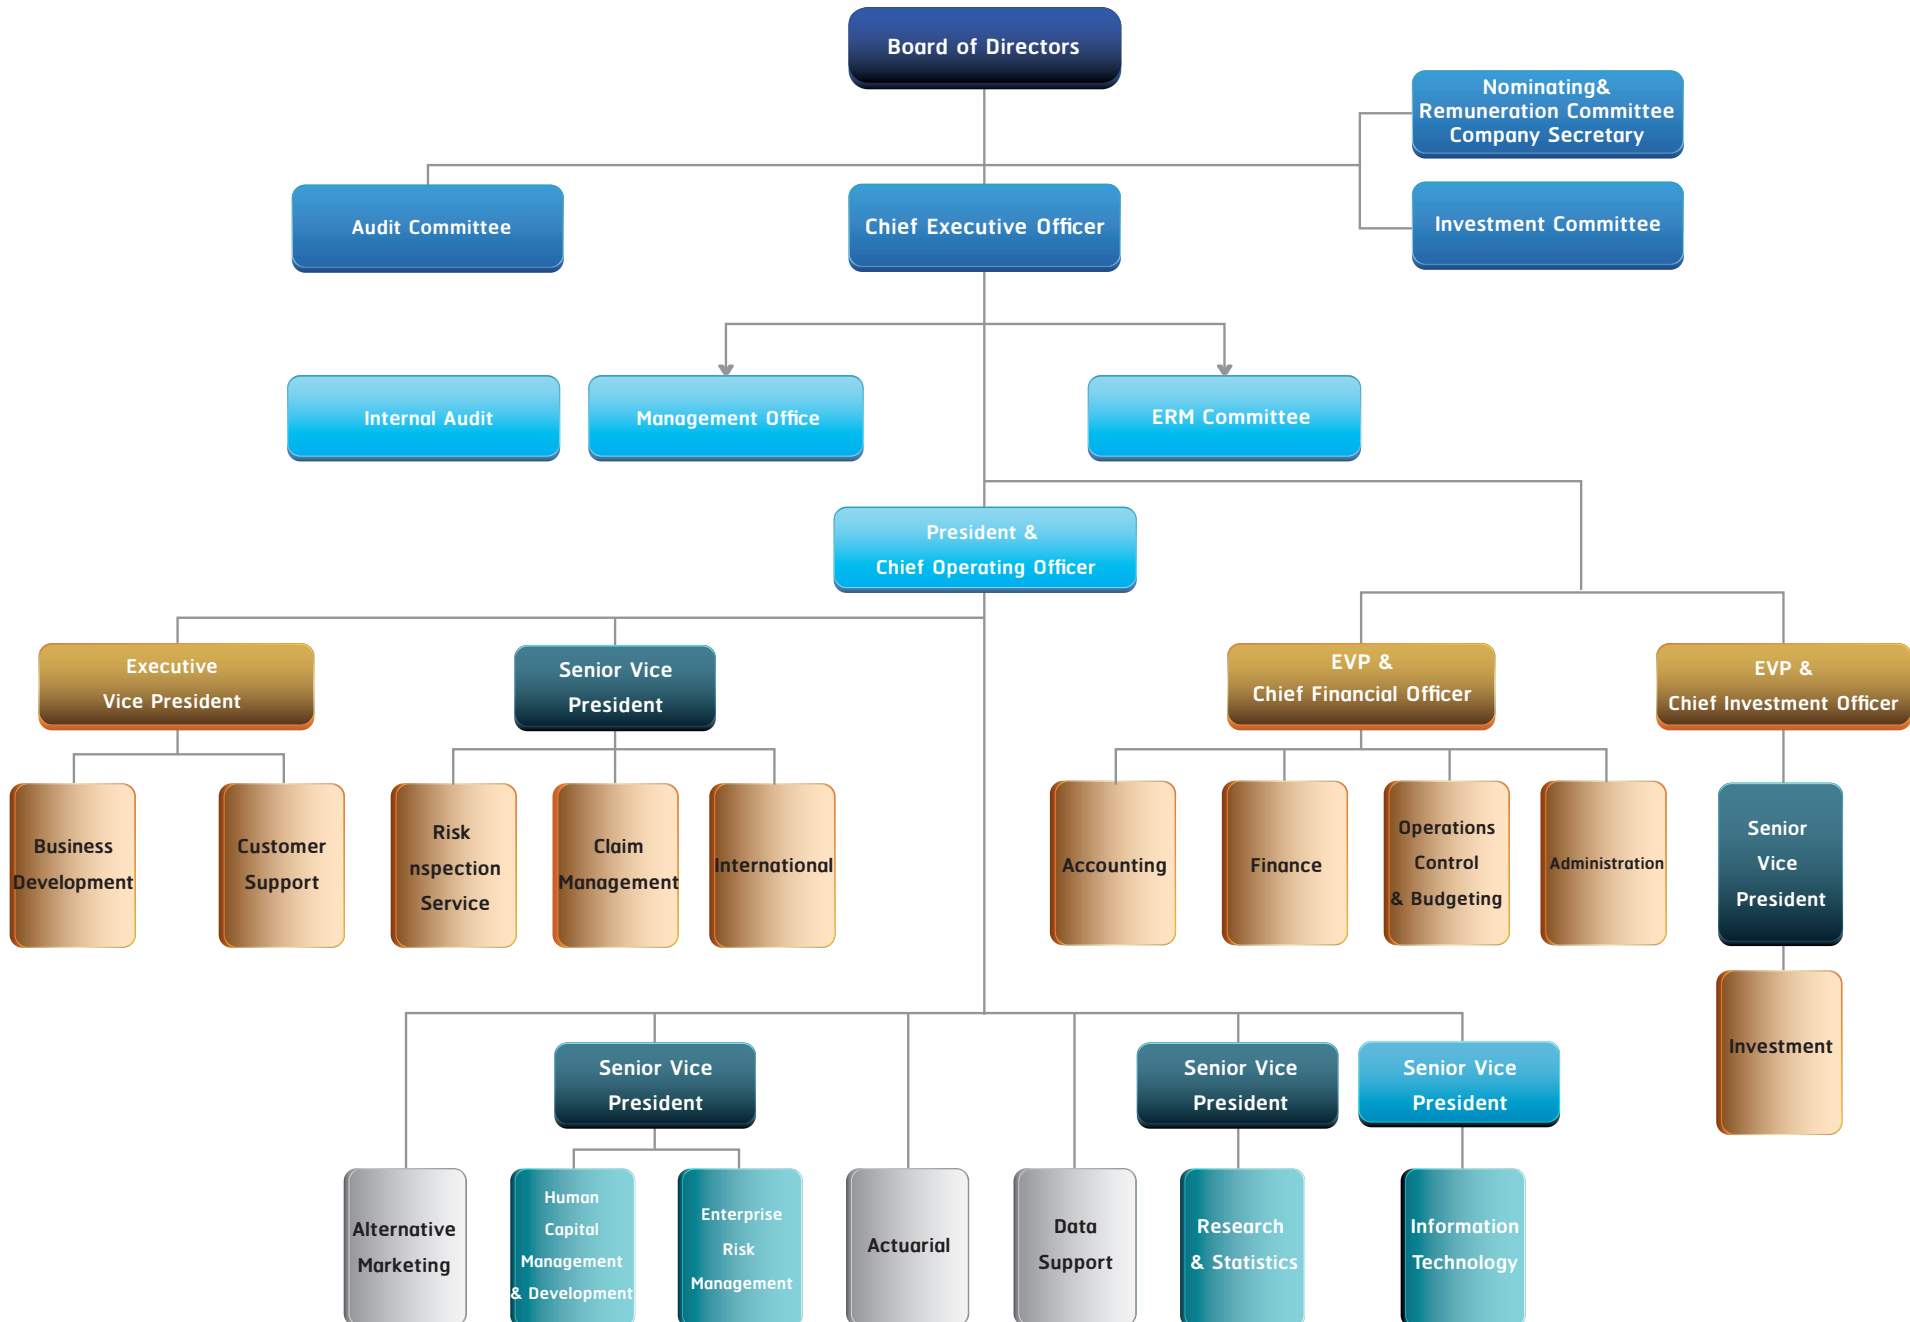 Board of Directors
Nominating&
Remuneration Committee
Company Secretary
Audit Committee
Chief Executive Officer
Investment Committee
Internal Audit
Management Office
ERM Committee
President &
Chief Operating Officer
Executive
Vice President
Senior Vice
President
EVP &
Chief Financial Officer
EVP &
Chief Investment Officer
Business
Development
Customer
Support
Risk
nspection
Service
Claim
Management
International
Accounting
Finance
Operations
Control
& Budgeting
Administration
Senior
Vice
President
Investment
Senior Vice
President
Senior Vice
President
Senior Vice
President
Alternative
Marketing
Human
Capital
Management
& Development
Enterprise
Risk
Management
Actuarial
Data
Support
Research
& Statistics
Information
Technology